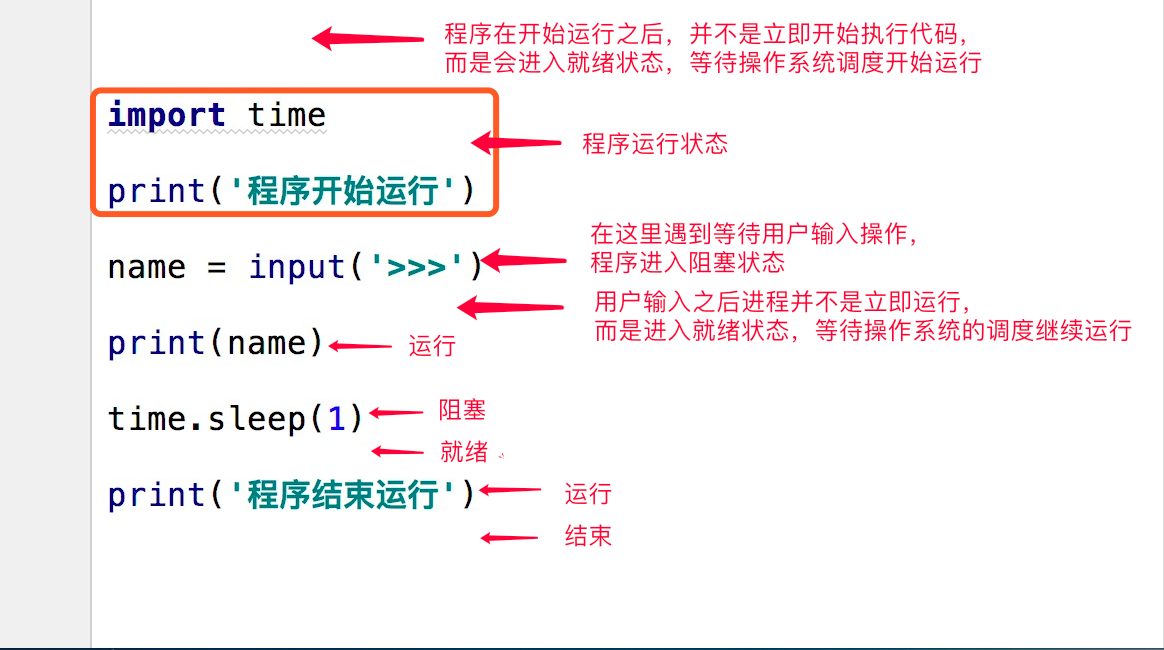 程序在开始运行之后，并不是立即开始执行代码，
而是会进入就绪状态，等待操作系统调度开始运行
import time
程序运行状态
print('程序开始运行')
在这里遇到等待用户输入操作，
程序进入阻塞状态
name = input('>>>')
用户输入之后进程并不是立即运行，
而是进入就绪状态，等待操作系统的调度继续运行
print(name)
运行
time.sleep(1)
阻塞
就绪
print('程序结束运行')
运行
结束